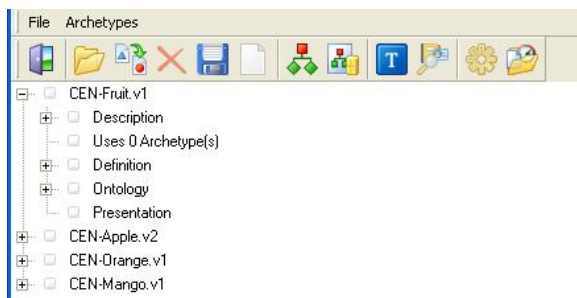 File Archetypes
T
CEN-Fruit.v1
Description
Uses 0 Archetype(s)
Definition
Ontology
Presentation
CEN-Apple.v2
CEN-Orange.v1
CEN-Mango.v1